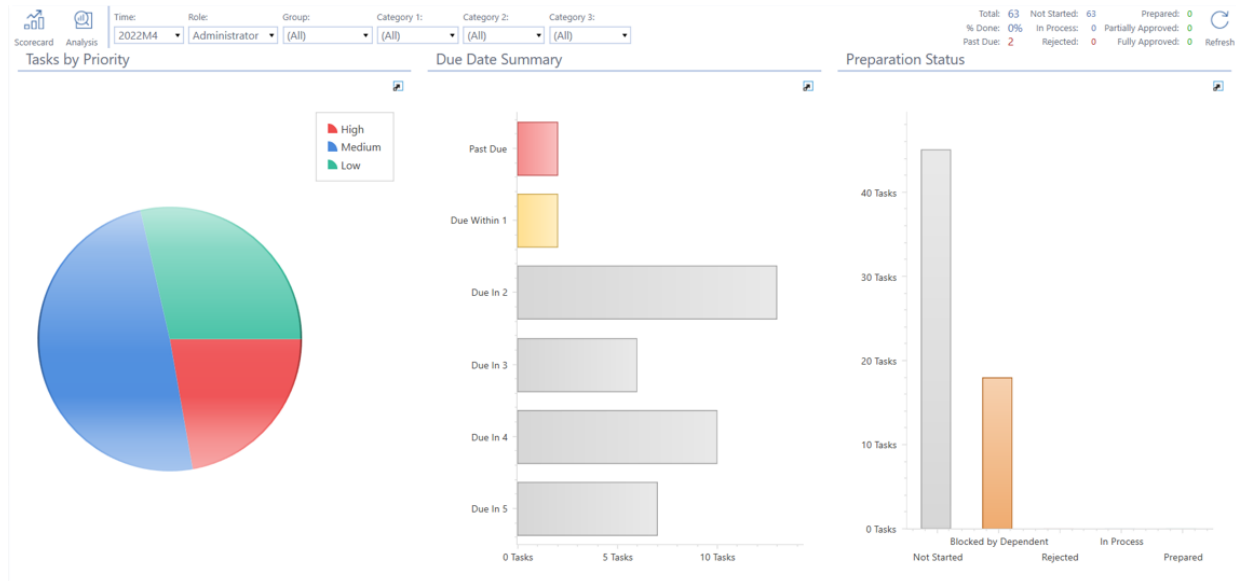 Scorecard
Analysis
Time:
2022M4
Role:
Administrator
Group:
(All)
Category 1:
(All)
Category 2:
(All)
Category 3:
(All)
Total: 63 Not Started: 63 Prepared: 0
% Done: 0% In Process: 0 Partially Approved: 0
Past Due: 2 Rejected: 0 Fully Approved: 0
Refresh
Tasks by Priority
High
Medium
Low
Due Date Summary
Past Due
Due Within 1
Due In 2
Due In 3
Due In 4
Due In 5
0 Tasks 5 Tasks 10 Tasks
Preparation Status
40 Tasks
30 Tasks
20 Tasks
10 Tasks
0 Tasks
Blocked by Dependent In Process
Not Started Rejected Prepared